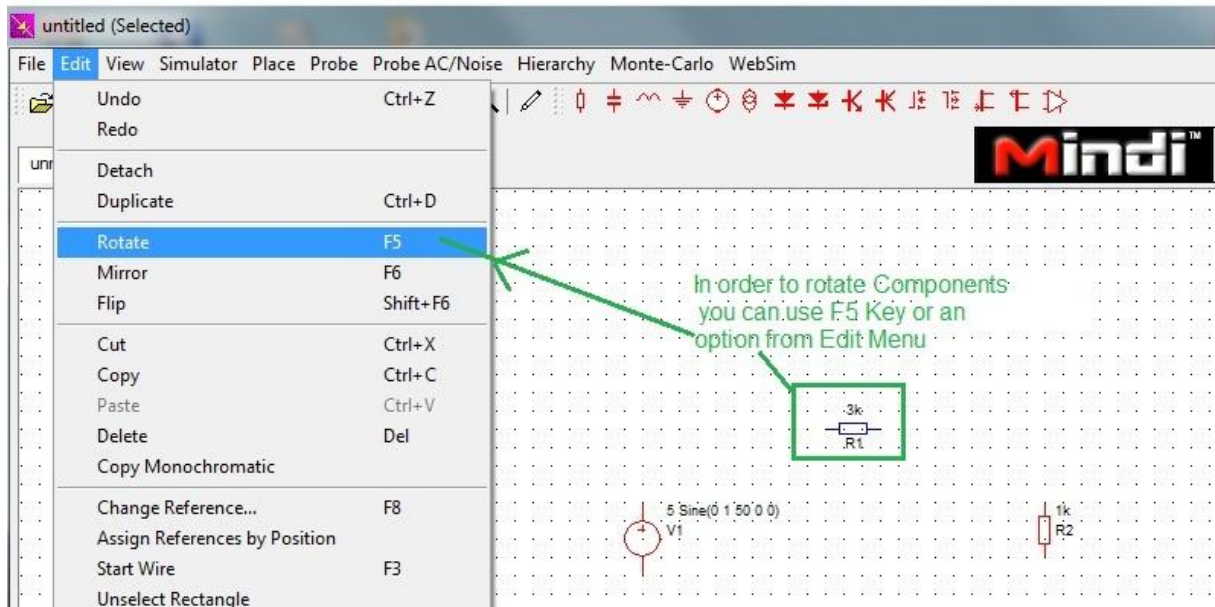 untitled (Selected)
File Edit View Simulator Place Probe Probe AC/Noise Hierarchy Monte-Carlo WebSim
Undo Ctrl+Z
Redo
Mindi™
Detach
Duplicate Ctrl+D
Rotate F5
Mirror F6
Flip Shift+F6
In order to rotate Components
you can use F5 Key or an
option from Edit Menu
Cut Ctrl+X
Copy Ctrl+C
Paste Ctrl+V
Delete Del
Copy Monochromatic
3k
R1
Change Reference... F8
Assign References by Position
Start Wire F3
Unselect Rectangle
5 Sine(0 1 50 0 0)
V1
1k
R2